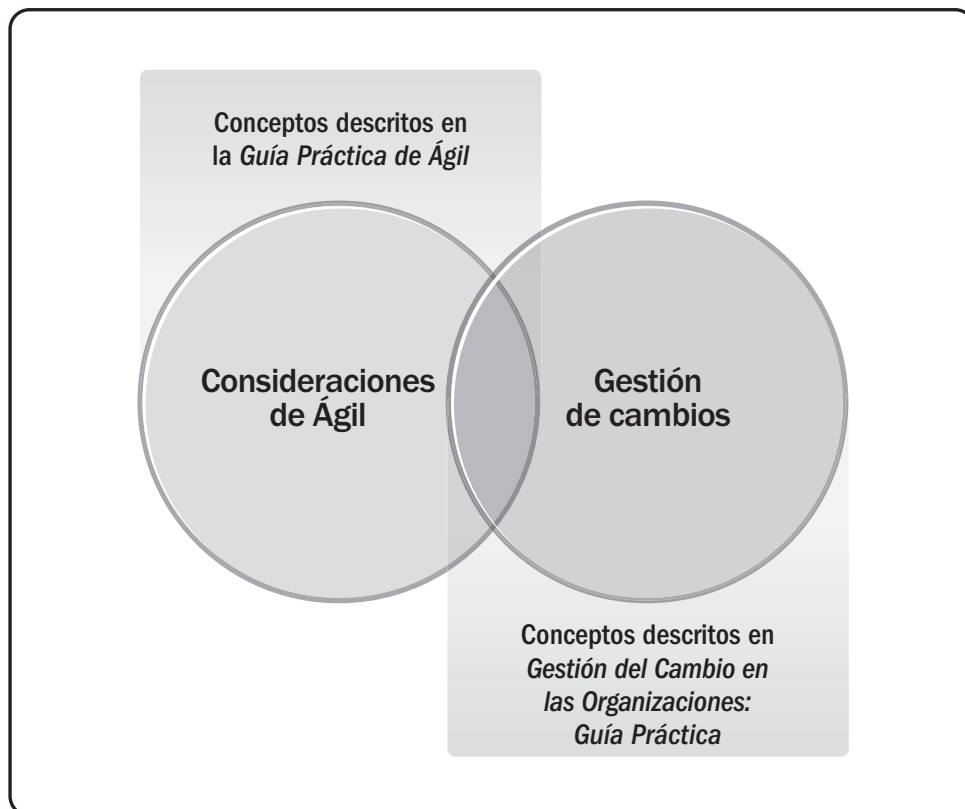 Conceptos descritos en
la Guía Práctica de Ágil
Consideraciones
de Ágil
Gestión
de cambios
Conceptos descritos en
Gestión del Cambio en
las Organizaciones:
Guía Práctica